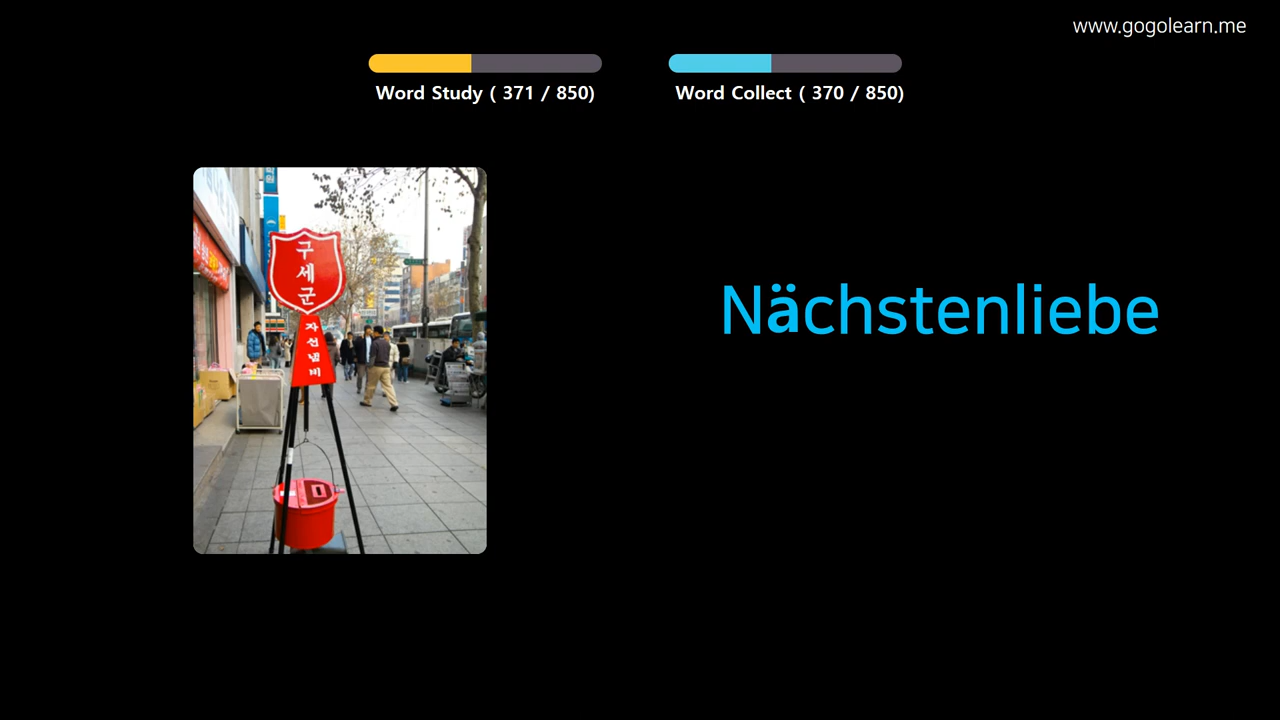 www.gogolearn.me
Word Study ( 371 / 850)
Word Collect ( 370 / 850)
구세군
자선냄비
Nächstenliebe